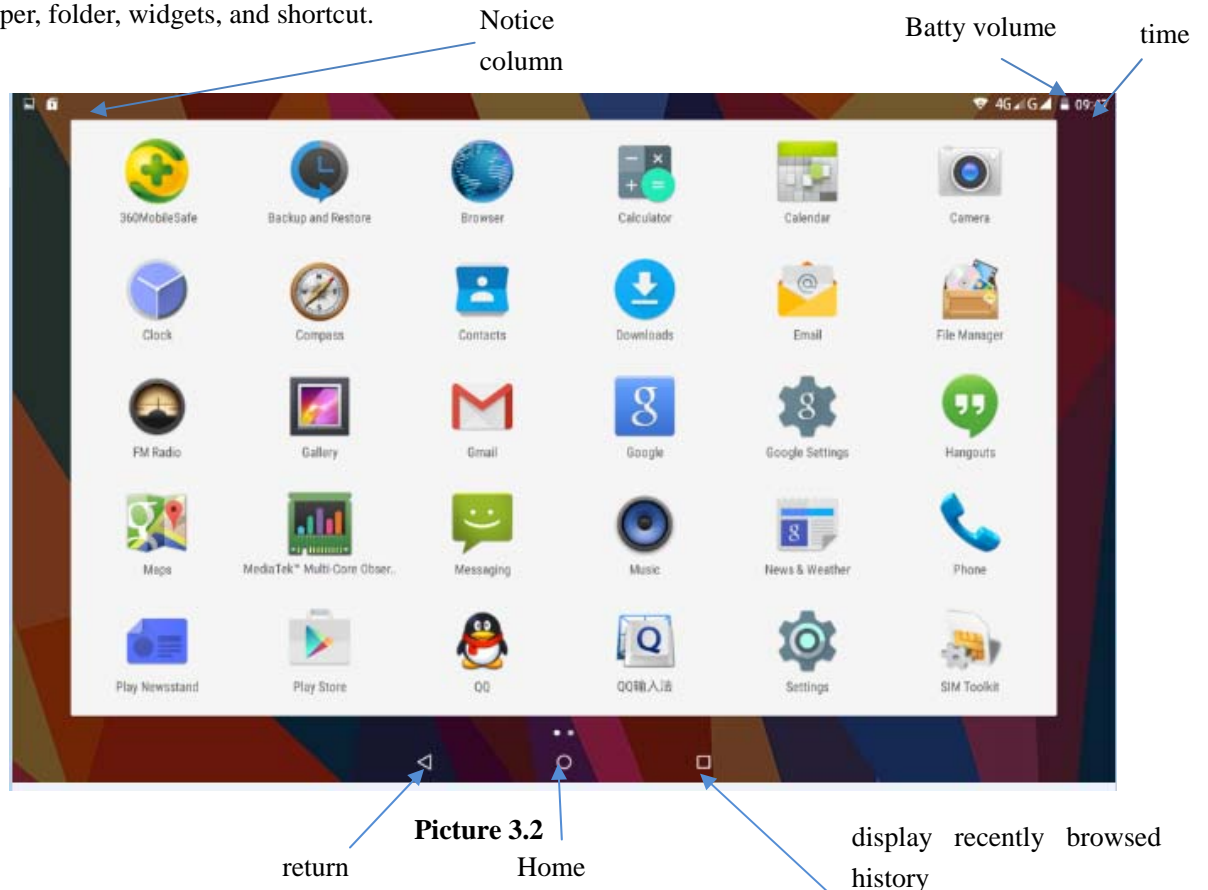 per, folder, widgets, and shortcut.
Notice
column
Batty volume
time
4G G
360MobileSafe Backup and Restore Browser Calculator Calendar Camera
Clock Compass Contacts Downloads Email File Manager
FM Radio Gallery Gmail Google Google Settings Hangouts
Maps MediaTek™ Multi-Core Obser.. Messaging Music News & Weather Phone
Play Newsstand Play Store QQ QQ输入法 Settings SIM Toolkit
Picture 3.2
return
Home
display recently browsed
history